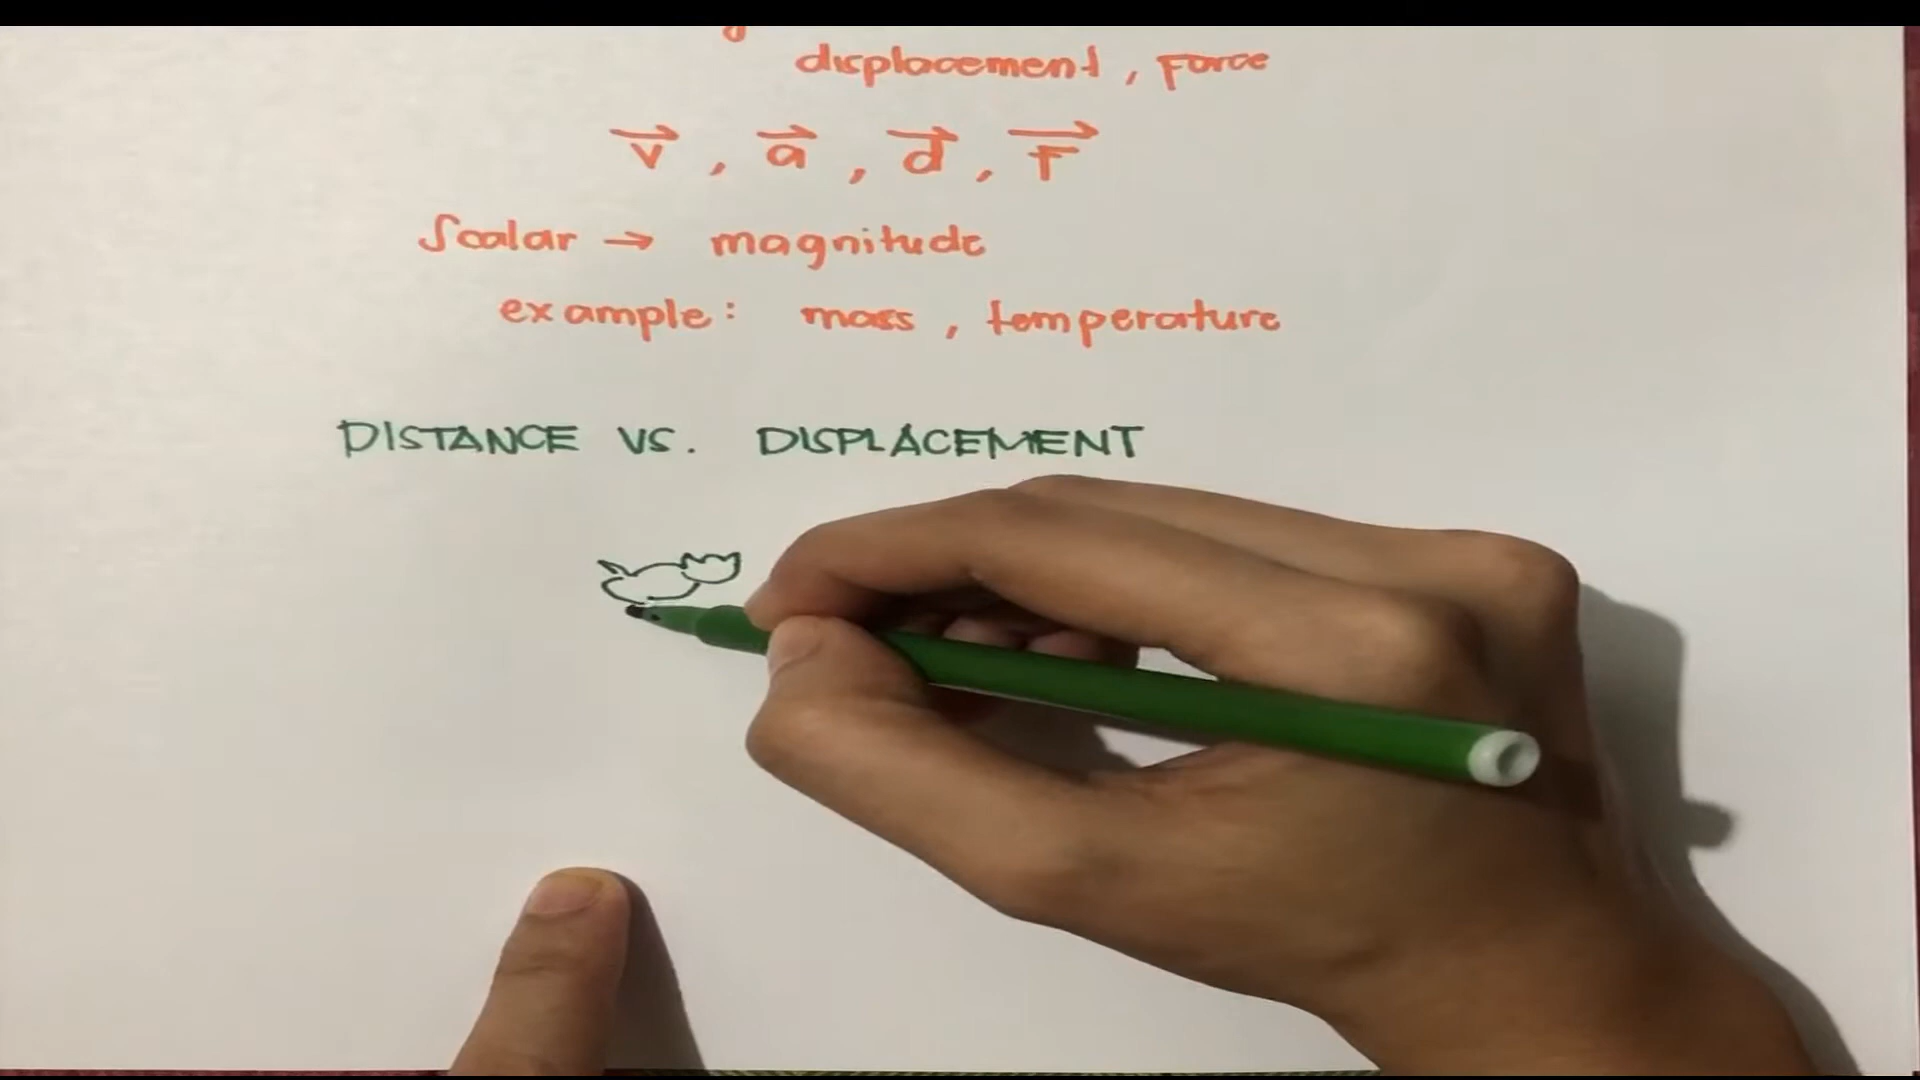 displacement, Force
v, a, d, F
Scalar → magnitude
example: mass, temperature
DISTANCE VS. DISPLACEMENT